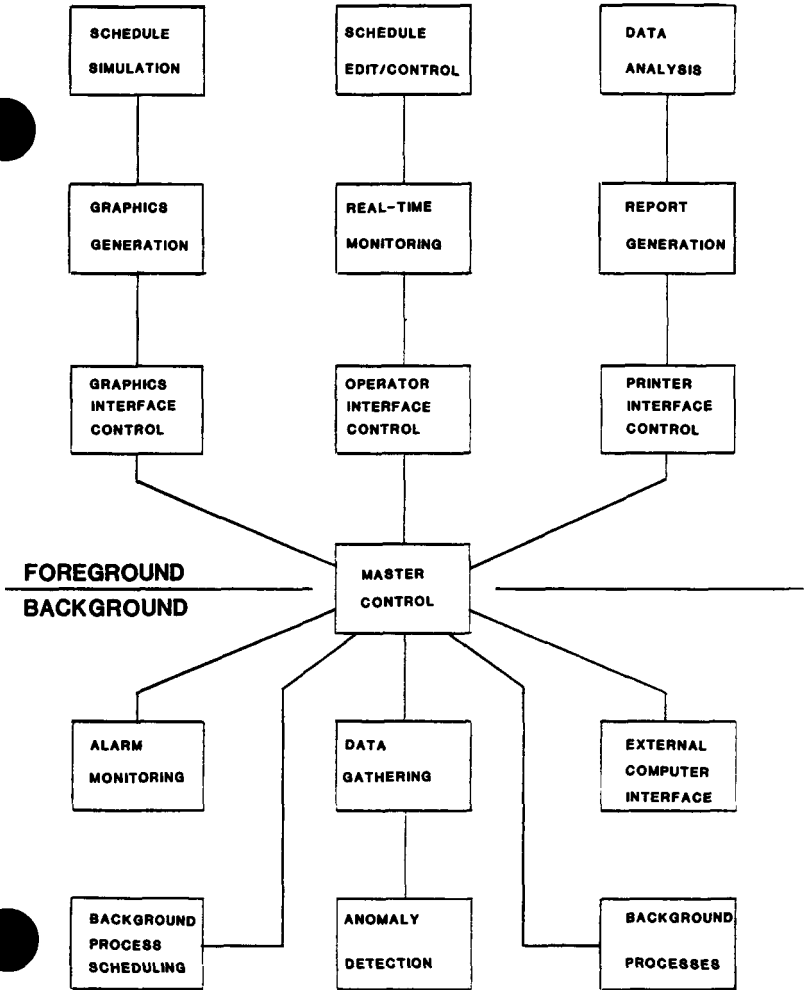 SCHEDULE
SIMULATION
SCHEDULE
EDIT/CONTROL
DATA
ANALYSIS
GRAPHICS
GENERATION
REAL-TIME
MONITORING
REPORT
GENERATION
GRAPHICS
INTERFACE
CONTROL
OPERATOR
INTERFACE
CONTROL
PRINTER
INTERFACE
CONTROL
FOREGROUND
BACKGROUND
MASTER
CONTROL
ALARM
MONITORING
DATA
GATHERING
EXTERNAL
COMPUTER
INTERFACE
BACKGROUND
PROCESS
SCHEDULING
ANOMALY
DETECTION
BACKGROUND
PROCESSES